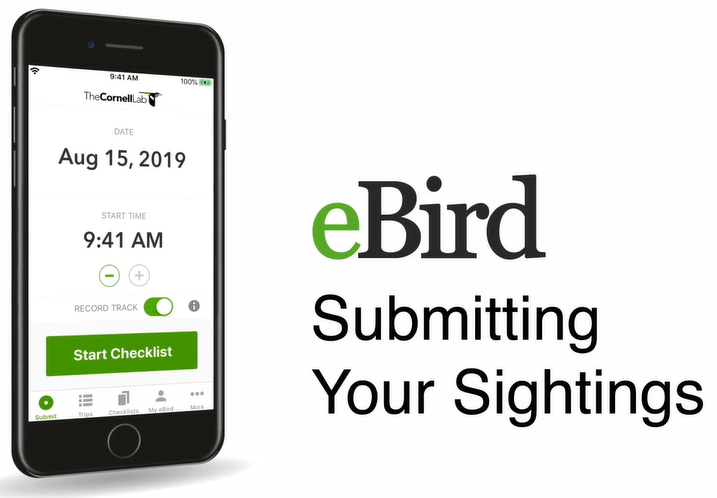 9:41 AM
100%
TheCornellLab
DATE
Aug 15, 2019
START TIME
9:41 AM
RECORD TRACK
Start Checklist
Submit Trips Checklists My eBird More
eBird
Submitting
Your Sightings